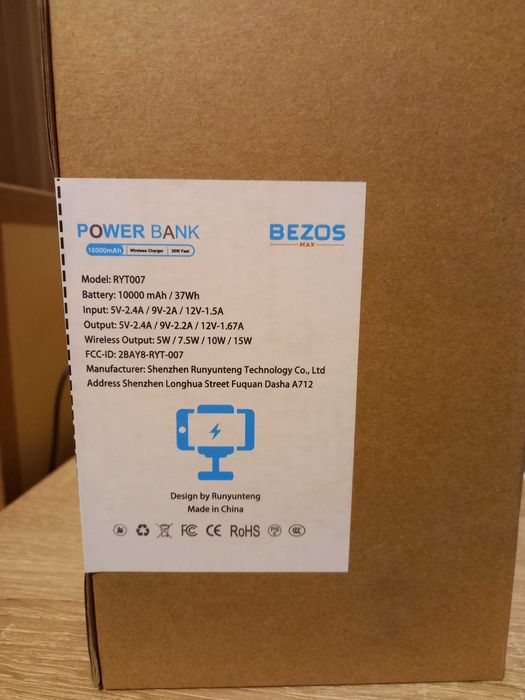 POWER BANK
10000mAh Wireless Charger 20W Fast
BEZOS
MAX
Model: RYT007
Battery: 10000 mAh / 37Wh
Input: 5V-2.4A / 9V-2A / 12V-1.5A
Output: 5V-2.4A / 9V-2.2A / 12V-1.67A
Wireless Output: 5W / 7.5W / 10W / 15W
FCC-ID: 2BAY8-RYT-007
Manufacturer: Shenzhen Runyunteng Technology Co., Ltd
Address Shenzhen Longhua Street Fuquan Dasha A712
Design by Runyunteng
Made in China
FC CE RoHS